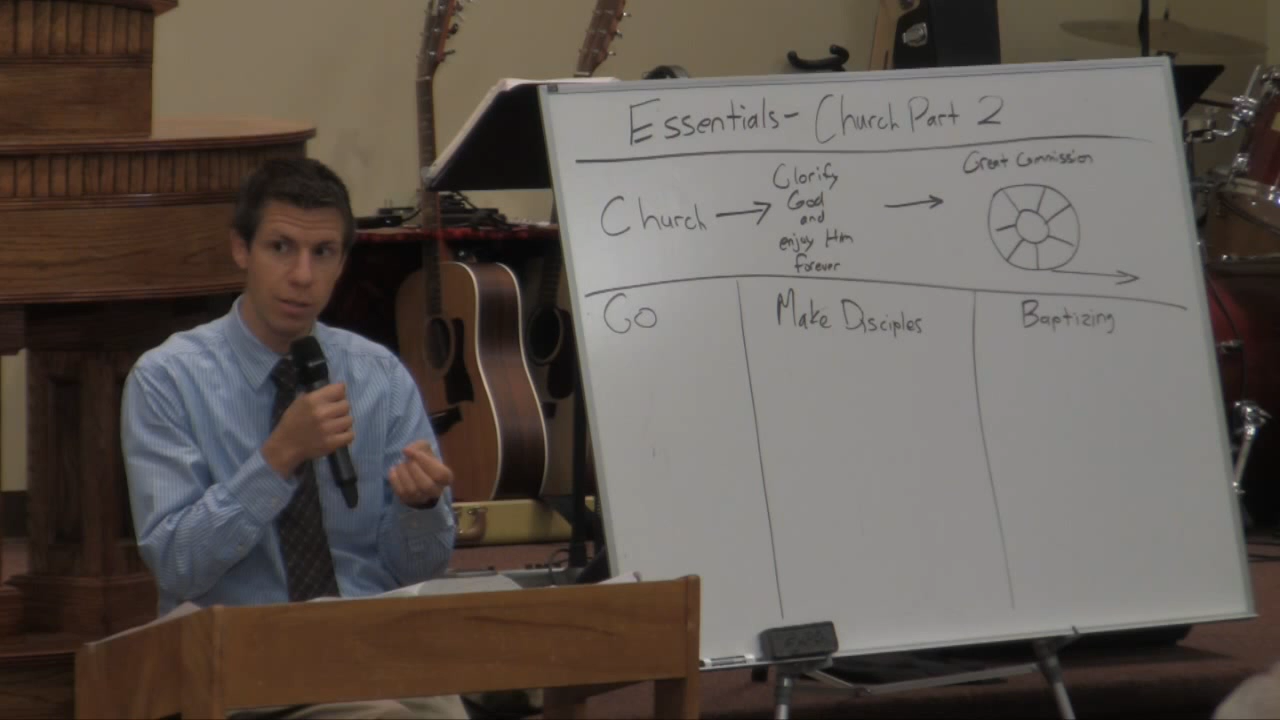 Essentials - Church Part 2
Great Commission
Church → Glorify →
God
and
enjoy Him
forever
Go Make Disciples Baptizing